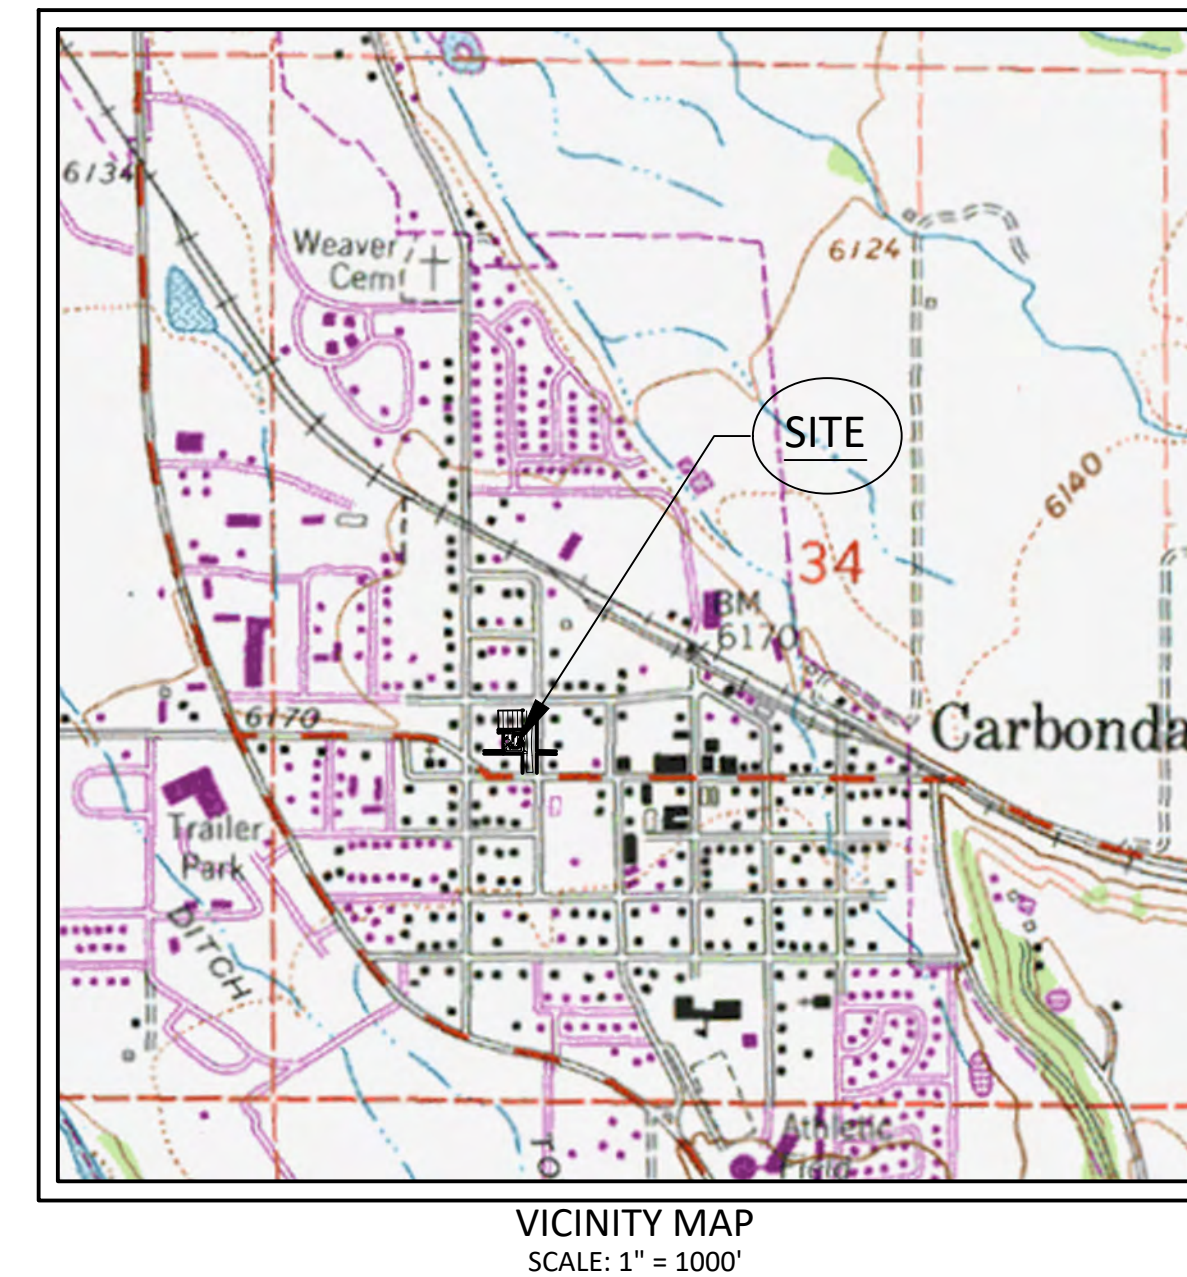 6134
Weaver
Cem
6124
SITE
6140
34
BM
6170
6170
Carbonda
Trailer
Park
DITCH
Athletic
Field
TO
VICINITY MAP
SCALE: 1" = 1000'